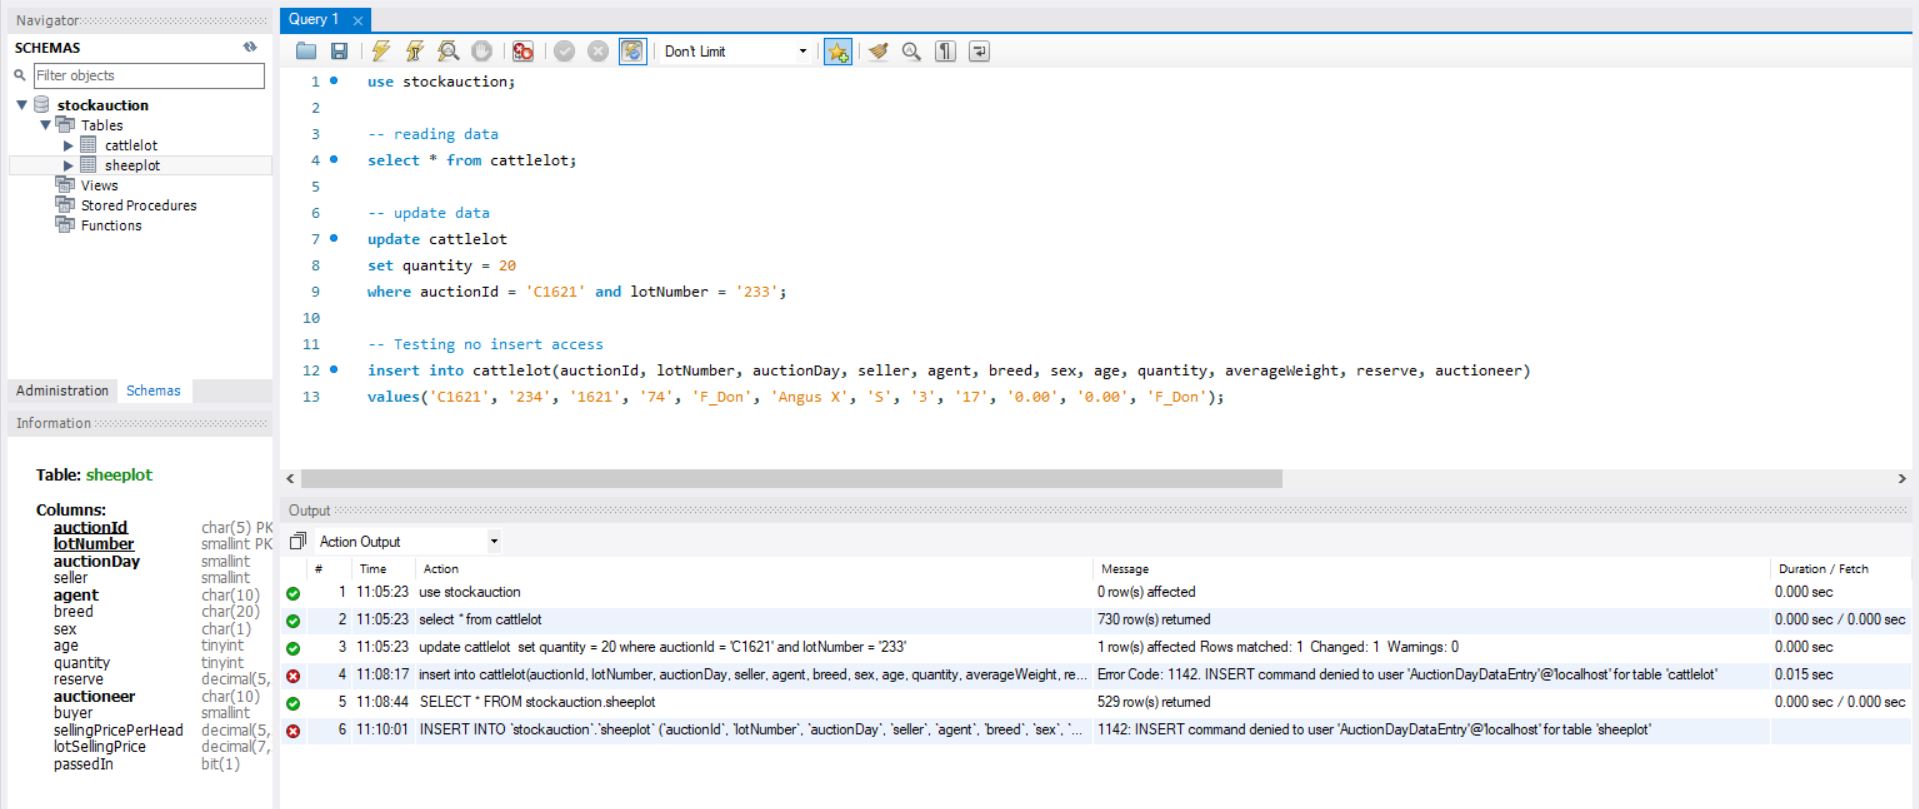 Navigator
SCHEMAS
Filter objects
stockauction
Tables
cattlelot
sheeplot
Views
Stored Procedures
Functions
Administration Schemas
Information
Table: sheeplot
Columns:
auctionId char(5) PK
lotNumber smallint PK
auctionDay smallint
seller smallint
agent char(10)
breed char(20)
sex char(1)
age tinyint
quantity tinyint
reserve decimal(5,
auctioneer char(10)
buyer smallint
sellingPricePerHead decimal(5,
lotSellingPrice decimal(7,
passedIn bit(1)
Query 1
Don't Limit
1 use stockauction;
2
3 -- reading data
4 select * from cattlelot;
5
6 -- update data
7 update cattlelot
8 set quantity = 20
9 where auctionId = 'C1621' and lotNumber = '233';
10
11 -- Testing no insert access
12 insert into cattlelot(auctionId, lotNumber, auctionDay, seller, agent, breed, sex, age, quantity, averageWeight, reserve, auctioneer)
13 values('C1621', '234', '1621', '74', 'F_Don', 'Angus X', 'S', '3', '17', '0.00', '0.00', 'F_Don');
Output
Action Output
# Time Action Message Duration / Fetch
1 11:05:23 use stockauction 0 row(s) affected 0.000 sec
2 11:05:23 select * from cattlelot 730 row(s) returned 0.000 sec / 0.000 sec
3 11:05:23 update cattlelot set quantity = 20 where auctionId = 'C1621' and lotNumber = '233' 1 row(s) affected Rows matched: 1 Changed: 1 Warnings: 0 0.000 sec
4 11:08:17 insert into cattlelot(auctionId, lotNumber, auctionDay, seller, agent, breed, sex, age, quantity, averageWeight, re... Error Code: 1142. INSERT command denied to user 'AuctionDayDataEntry'@'localhost' for table 'cattlelot' 0.015 sec
5 11:08:44 SELECT * FROM stockauction.sheeplot 529 row(s) returned 0.000 sec / 0.000 sec
6 11:10:01 INSERT INTO `stockauction`.`sheeplot` (`auctionId`, `lotNumber`, `auctionDay`, `seller`, `agent`, `breed`, `sex`, `... 1142: INSERT command denied to user 'AuctionDayDataEntry'@'localhost' for table 'sheeplot'